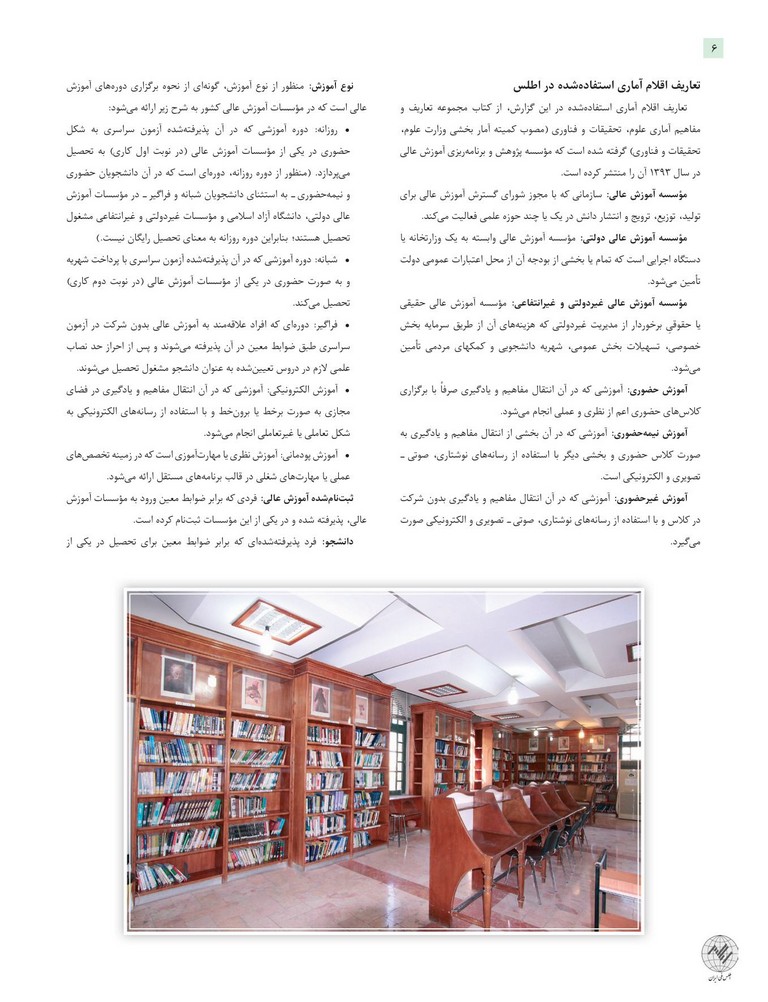 ۶
تعاریف اقلام آماری استفاده‌شده در اطلس
تعاریف اقلام آماری استفاده‌شده در این گزارش، از کتاب مجموعه تعاریف و
مفاهیم آماری علوم، تحقیقات و فناوری (مصوب کمیته آمار بخشی وزارت علوم،
تحقیقات و فناوری) گرفته شده است که مؤسسه پژوهش و برنامه‌ریزی آموزش عالی
در سال ۱۳۹۳ آن را منتشر کرده است.
مؤسسه آموزش عالی: سازمانی که با مجوز شورای گسترش آموزش عالی برای
تولید، توزیع، ترویج و انتشار دانش در یک یا چند حوزه علمی فعالیت می‌کند.
مؤسسه آموزش عالی دولتی: مؤسسه آموزش عالی وابسته به یک وزارتخانه یا
دستگاه اجرایی است که تمام یا بخشی از بودجه آن از محل اعتبارات عمومی دولت
تأمین می‌شود.
مؤسسه آموزش عالی غیردولتی و غیرانتفاعی: مؤسسه آموزش عالی حقیقی
یا حقوقیِ برخوردار از مدیریت غیردولتی که هزینه‌های آن از طریق سرمایه بخش
خصوصی، تسهیلات بخش عمومی، شهریه دانشجویی و کمکهای مردمی تأمین
می‌شود.
آموزش حضوری: آموزشی که در آن انتقال مفاهیم و یادگیری صرفاً با برگزاری
کلاس‌های حضوری اعم از نظری و عملی انجام می‌شود.
آموزش نیمه‌حضوری: آموزشی که در آن بخشی از انتقال مفاهیم و یادگیری به
صورت کلاس حضوری و بخشی دیگر با استفاده از رسانه‌های نوشتاری، صوتی ـ
تصویری و الکترونیکی است.
آموزش غیرحضوری: آموزشی که در آن انتقال مفاهیم و یادگیری بدون شرکت
در کلاس و با استفاده از رسانه‌های نوشتاری، صوتی ـ تصویری و الکترونیکی صورت
می‌گیرد.
نوع آموزش: منظور از نوع آموزش، گونه‌ای از نحوه برگزاری دوره‌های آموزش
عالی است که در مؤسسات آموزش عالی کشور به شرح زیر ارائه می‌شود:
• روزانه: دوره آموزشی که در آن پذیرفته‌شده آزمون سراسری به شکل
حضوری در یکی از مؤسسات آموزش عالی (در نوبت اول کاری) به تحصیل
می‌پردازد. (منظور از دوره روزانه، دوره‌ای است که در آن دانشجویان حضوری
و نیمه‌حضوری ـ به استثنای دانشجویان شبانه و فراگیر ـ در مؤسسات آموزش
عالی دولتی، دانشگاه آزاد اسلامی و مؤسسات غیردولتی و غیرانتفاعی مشغول
تحصیل هستند؛ بنابراین دوره روزانه به معنای تحصیل رایگان نیست.)
• شبانه: دوره آموزشی که در آن پذیرفته‌شده آزمون سراسری با پرداخت شهریه
و به صورت حضوری در یکی از مؤسسات آموزش عالی (در نوبت دوم کاری)
تحصیل می‌کند.
• فراگیر: دوره‌ای که افراد علاقه‌مند به آموزش عالی بدون شرکت در آزمون
سراسری طبق ضوابط معین در آن پذیرفته می‌شوند و پس از احراز حد نصاب
علمی لازم در دروس تعیین‌شده به عنوان دانشجو مشغول تحصیل می‌شوند.
• آموزش الکترونیکی: آموزشی که در آن انتقال مفاهیم و یادگیری در فضای
مجازی به صورت برخط یا برون‌خط و با استفاده از رسانه‌های الکترونیکی به
شکل تعاملی یا غیرتعاملی انجام می‌شود.
• آموزش پودمانی: آموزش نظری یا مهارت‌آموزی است که در زمینه تخصص‌های
عملی یا مهارت‌های شغلی در قالب برنامه‌های مستقل ارائه می‌شود.
ثبت‌نام‌شده آموزش عالی: فردی که برابر ضوابط معین ورود به مؤسسات آموزش
عالی، پذیرفته شده و در یکی از این مؤسسات ثبت‌نام کرده است.
دانشجو: فرد پذیرفته‌شده‌ای که برابر ضوابط معین برای تحصیل در یکی از